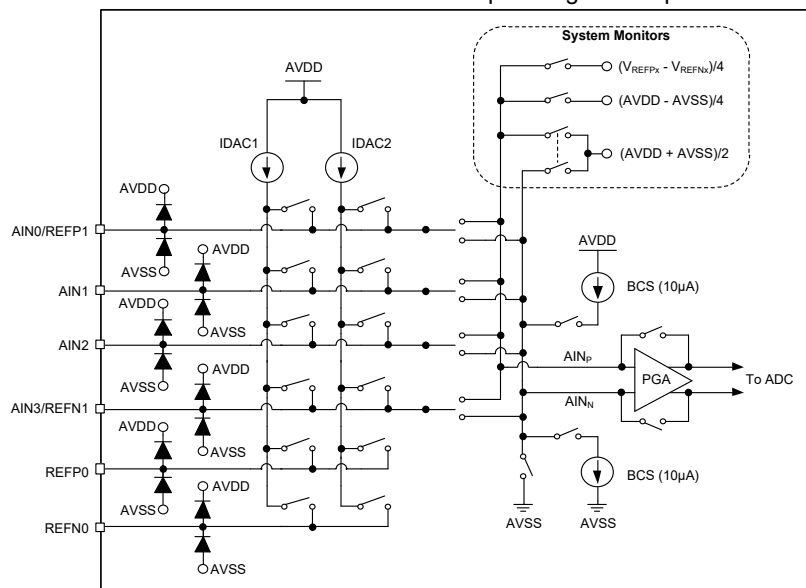 System Monitors
AVDD
(VREFPx - VREFNx)/4
(AVDD - AVSS)/4
(AVDD + AVSS)/2
IDAC1
IDAC2
AVDD
AIN0/REFP1
AVSS
AVDD
AVDD
BCS (10µA)
AIN1
AVDD
AVSS
AIN2
AINP
PGA
To ADC
AVSS
AVDD
AIN3/REFN1
AINN
AVDD
AVSS
REFP0
BCS (10µA)
AVSS
AVDD
REFN0
AVSS
AVSS
AVSS